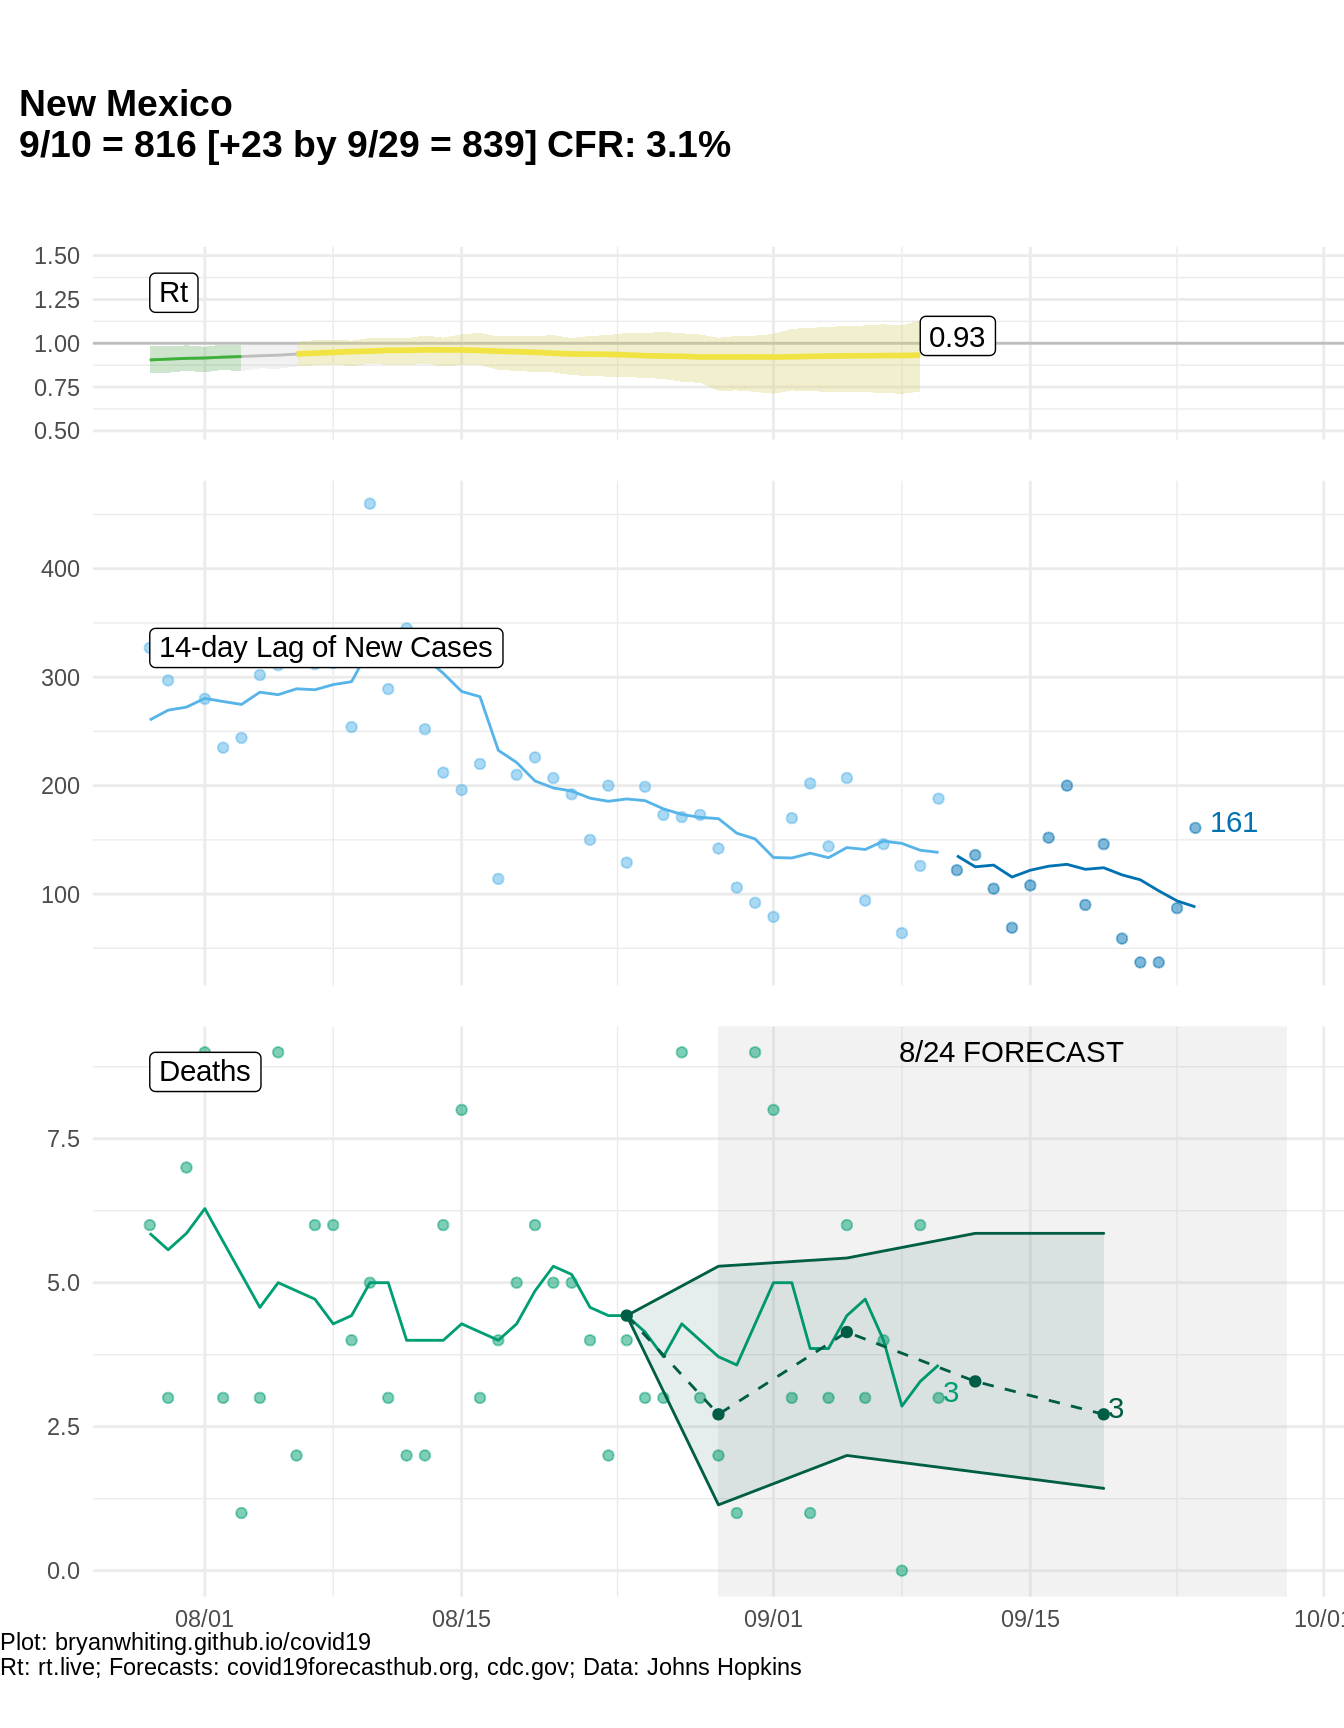 New Mexico
9/10 = 816 [+23 by 9/29 = 839] CFR: 3.1%
1.50
Rt
1.25
1.00
0.93
0.75
0.50
400
14-day Lag of New Cases
300
200
161
100
8/24 FORECAST
Deaths
7.5
5.0
3
3
2.5
0.0
08/01 08/15 09/01 09/15 10/01
Plot: bryanwhiting.github.io/covid19
Rt: rt.live; Forecasts: covid19forecasthub.org, cdc.gov; Data: Johns Hopkins